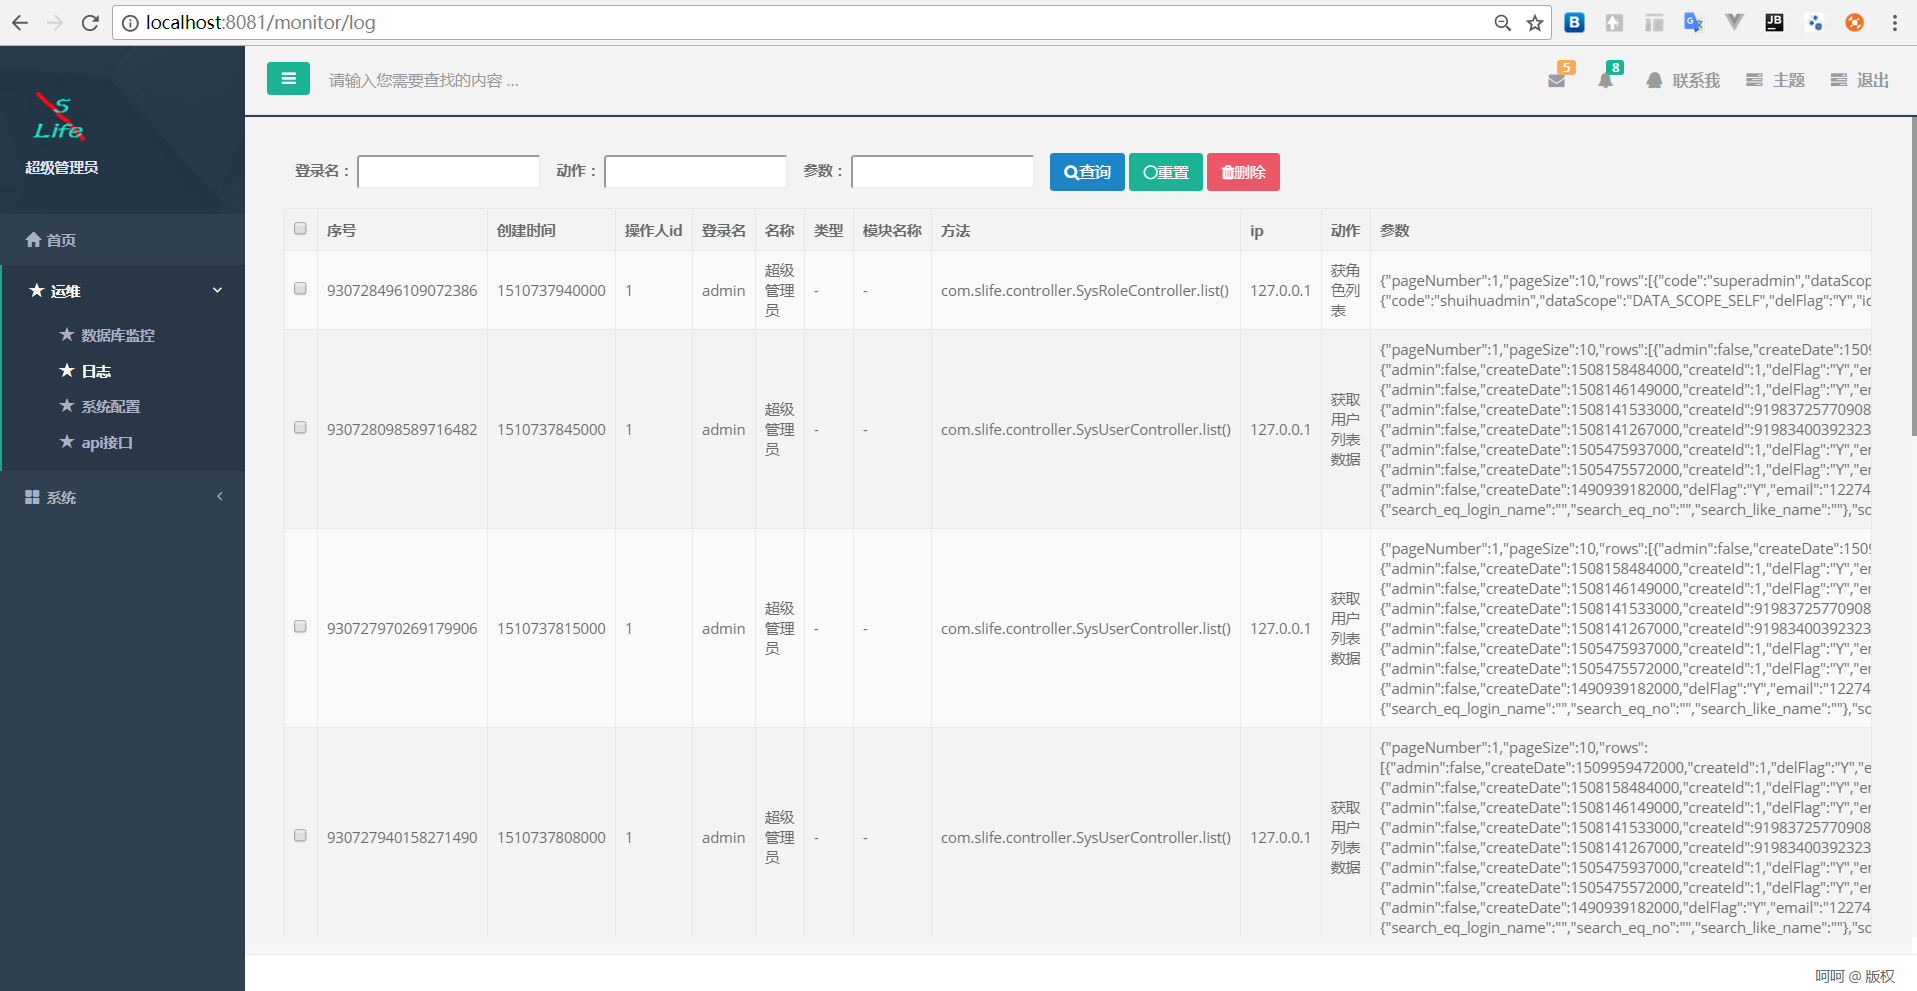 localhost:8081/monitor/log
S
Life
超级管理员
首页
运维
数据库监控
日志
系统配置
api接口
系统
请输入您需要查找的内容 ...
5
8
联系我
主题
退出
登录名：
动作：
参数：
查询
重置
删除
序号 创建时间 操作人id 登录名 名称 类型 模块名称 方法 ip 动作 参数
930728496109072386 1510737940000 1 admin
超级
管理
员
- - com.slife.controller.SysRoleController.list() 127.0.0.1
获角
色列
表
{"pageNumber":1,"pageSize":10,"rows":[{"code":"superadmin","dataScop
{"code":"shuihuadmin","dataScope":"DATA_SCOPE_SELF","delFlag":"Y","ic
930728098589716482 1510737845000 1 admin
超级
管理
员
- - com.slife.controller.SysUserController.list() 127.0.0.1
获取
用户
列表
数据
{"pageNumber":1,"pageSize":10,"rows":[{"admin":false,"createDate":1509
{"admin":false,"createDate":1508158484000,"createId":1,"delFlag":"Y","en
{"admin":false,"createDate":1508146149000,"createId":1,"delFlag":"Y","en
{"admin":false,"createDate":1508141533000,"createId":91983725770908
{"admin":false,"createDate":1508141267000,"createId":91983400392323
{"admin":false,"createDate":1505475937000,"createId":1,"delFlag":"Y","en
{"admin":false,"createDate":1505475572000,"createId":1,"delFlag":"Y","en
{"admin":false,"createDate":1490939182000,"delFlag":"Y","email":"12274
{"search_eq_login_name":"","search_eq_no":"","search_like_name":""},"sc
930727970269179906 1510737815000 1 admin
超级
管理
员
- - com.slife.controller.SysUserController.list() 127.0.0.1
获取
用户
列表
数据
{"pageNumber":1,"pageSize":10,"rows":[{"admin":false,"createDate":1509
{"admin":false,"createDate":1508158484000,"createId":1,"delFlag":"Y","en
{"admin":false,"createDate":1508146149000,"createId":1,"delFlag":"Y","en
{"admin":false,"createDate":1508141533000,"createId":91983725770908
{"admin":false,"createDate":1508141267000,"createId":91983400392323
{"admin":false,"createDate":1505475937000,"createId":1,"delFlag":"Y","en
{"admin":false,"createDate":1505475572000,"createId":1,"delFlag":"Y","en
{"admin":false,"createDate":1490939182000,"delFlag":"Y","email":"12274
{"search_eq_login_name":"","search_eq_no":"","search_like_name":""},"sc
930727940158271490 1510737808000 1 admin
超级
管理
员
- - com.slife.controller.SysUserController.list() 127.0.0.1
获取
用户
列表
数据
{"pageNumber":1,"pageSize":10,"rows":
[{"admin":false,"createDate":1509959472000,"createId":1,"delFlag":"Y","e
{"admin":false,"createDate":1508158484000,"createId":1,"delFlag":"Y","en
{"admin":false,"createDate":1508146149000,"createId":1,"delFlag":"Y","en
{"admin":false,"createDate":1508141533000,"createId":91983725770908
{"admin":false,"createDate":1508141267000,"createId":91983400392323
{"admin":false,"createDate":1505475937000,"createId":1,"delFlag":"Y","en
{"admin":false,"createDate":1505475572000,"createId":1,"delFlag":"Y","en
{"admin":false,"createDate":1490939182000,"delFlag":"Y","email":"12274
{"search_eq_login_name":"","search_eq_no":"","search_like_name":""},"sc
呵呵 @ 版权